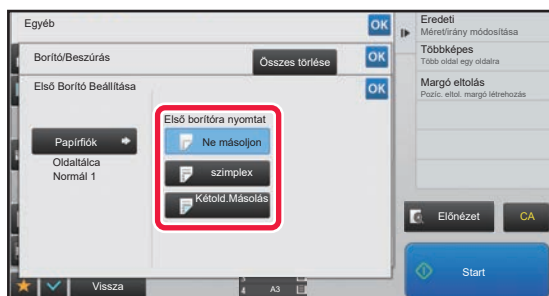 Egyéb
OK
Borító/Beszúrás
Összes törlése
OK
Első Borító Beállítása
OK
Első borítóra nyomtat
Papírfiók
Oldaltálca
Normál 1
Ne másoljon
szimplex
Kétold.Másolás
Vissza
4
A3
Eredeti
Méret/irány módosítása
Többképes
Több oldal egy oldalra
Margó eltolás
Pozíc. eltol. margó létrehozás
Előnézet
CA
Start